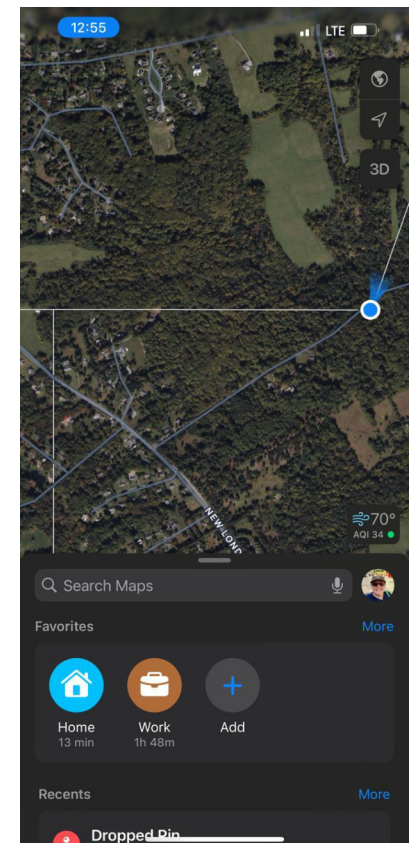 12:55
LTE
3D
NEW LOND
70°
AQI 34
Search Maps
Favorites
More
Home
Work
Add
13 min
1h 48m
Recents
More
Dropped Pin